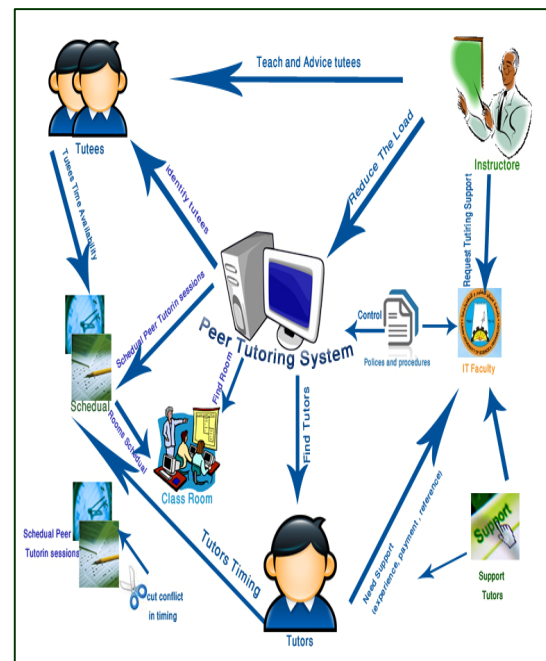 Teach and Advice tutees
Tutees
Instructore
Reduce The Load
identify tutees
Tutees Time Availability
Request Tutiring Support
Schedual Peer Tutorin sessions
Peer Tutoring System
Control
Polices and procedures
IT Faculty
Schedual
Find Room
Rooms Schedual
Class Room
Find Tutors
Schedual Peer
Tutorin sessions
Tutors Timing
cut conflict
in timing
Need Support
(experience, payment , reference)
Support
Support
Tutors
Tutors